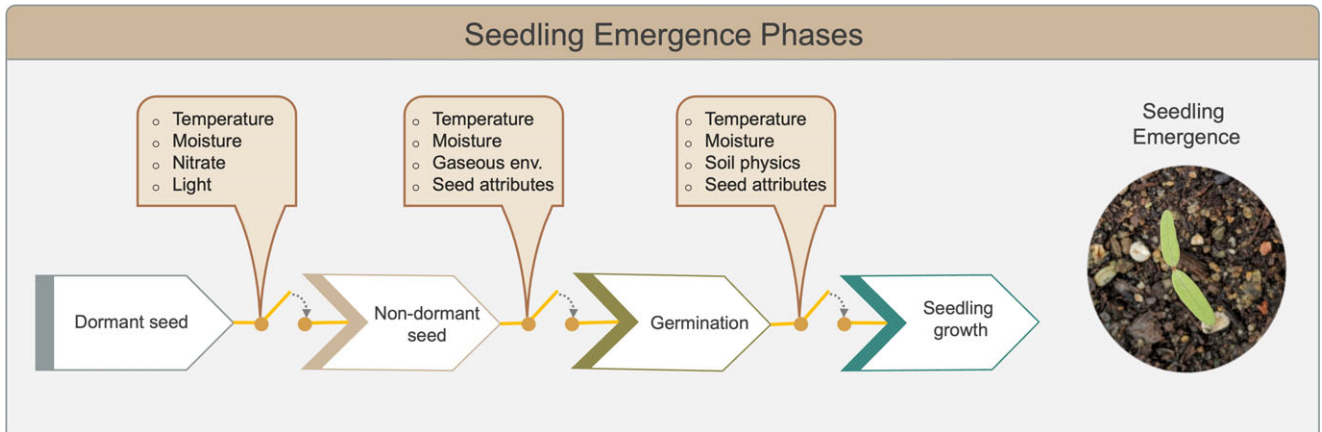 Seedling Emergence Phases
Temperature
Moisture
Nitrate
Light
Temperature
Moisture
Gaseous env.
Seed attributes
Temperature
Moisture
Soil physics
Seed attributes
Seedling
Emergence
Dormant seed
Non-dormant
seed
Germination
Seedling
growth